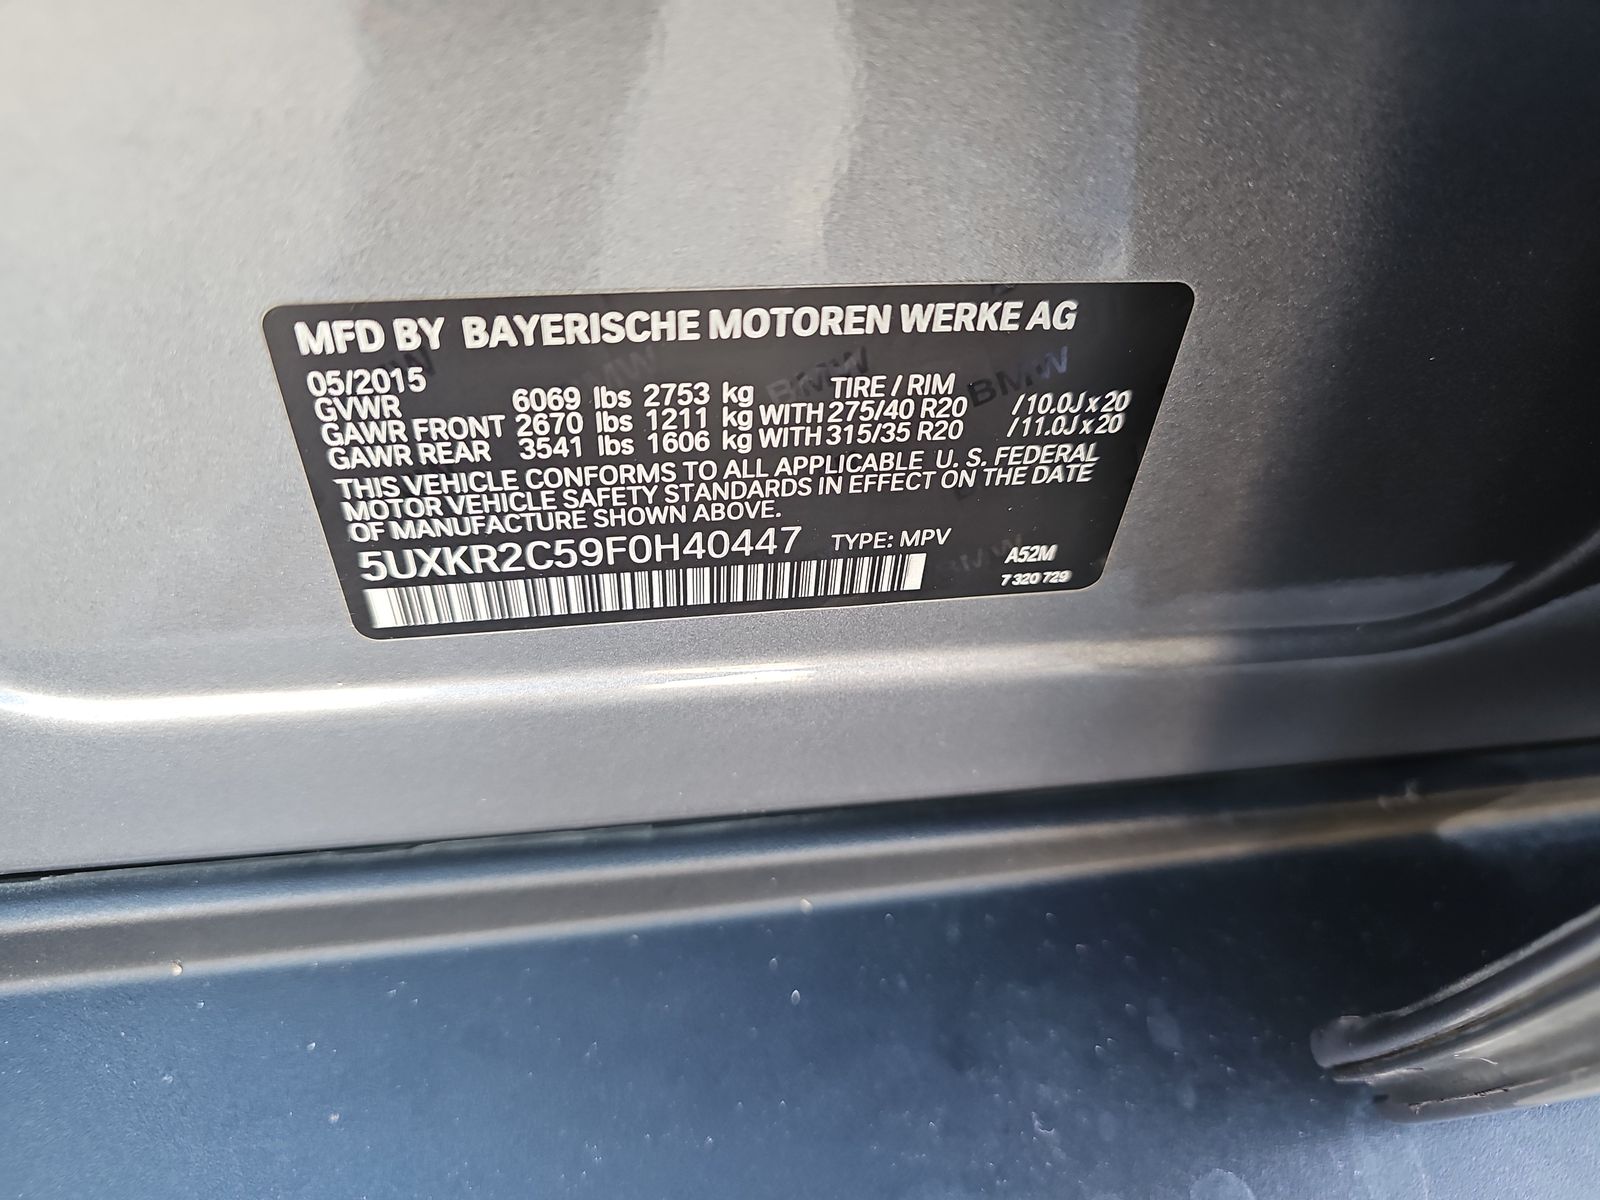 MFD BY BAYERISCHE MOTOREN WERKE AG
05/2015 TIRE / RIM
GVWR 6069 lbs 2753 kg
GAWR FRONT 2670 lbs 1211 kg WITH 275/40 R20 / 10.0J x 20
GAWR REAR 3541 lbs 1606 kg WITH 315/35 R20 / 11.0J x 20
THIS VEHICLE CONFORMS TO ALL APPLICABLE U. S. FEDERAL
MOTOR VEHICLE SAFETY STANDARDS IN EFFECT ON THE DATE
OF MANUFACTURE SHOWN ABOVE.
5UXKR2C59F0H40447 TYPE: MPV A52M
7 320 729